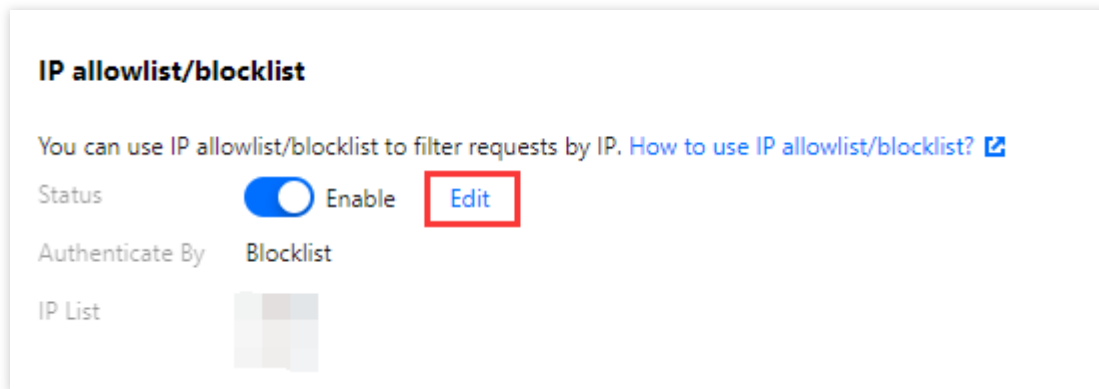 IP allowlist/blocklist
You can use IP allowlist/blocklist to filter requests by IP. How to use IP allowlist/blocklist?
Status Enable Edit
Authenticate By Blocklist
IP List